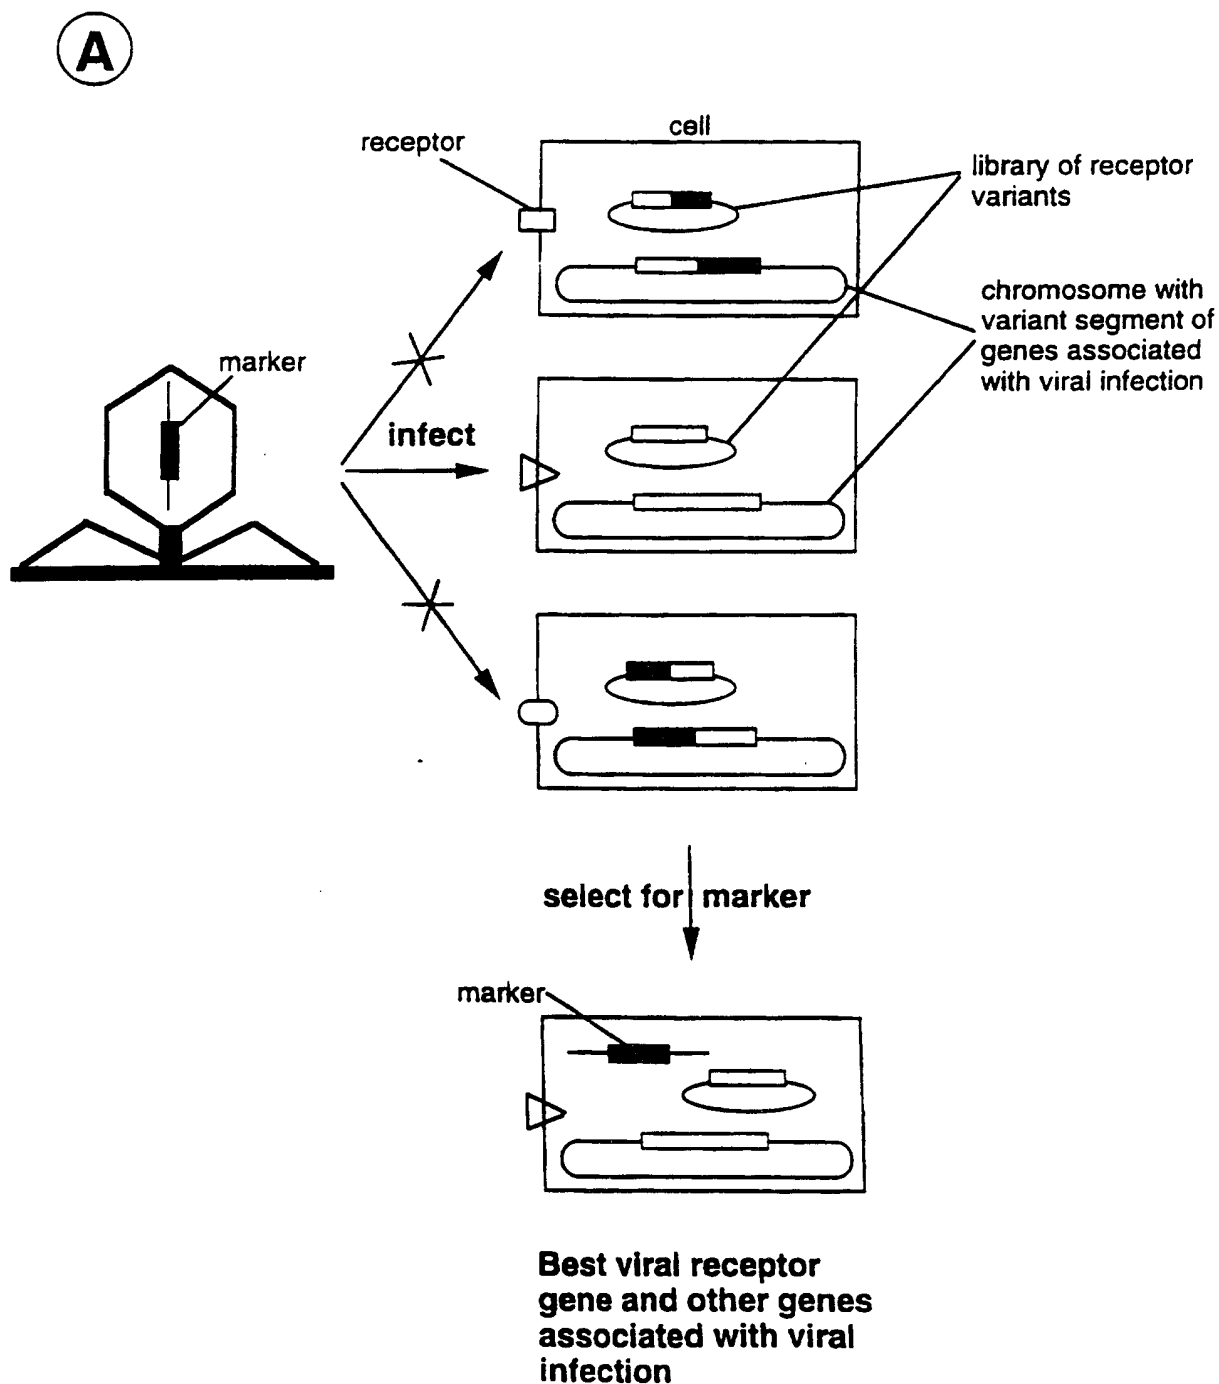 A
cell
receptor
library of receptor
variants
chromosome with
variant segment of
genes associated
with viral infection
marker
infect
select for marker
marker
Best viral receptor
gene and other genes
associated with viral
infection